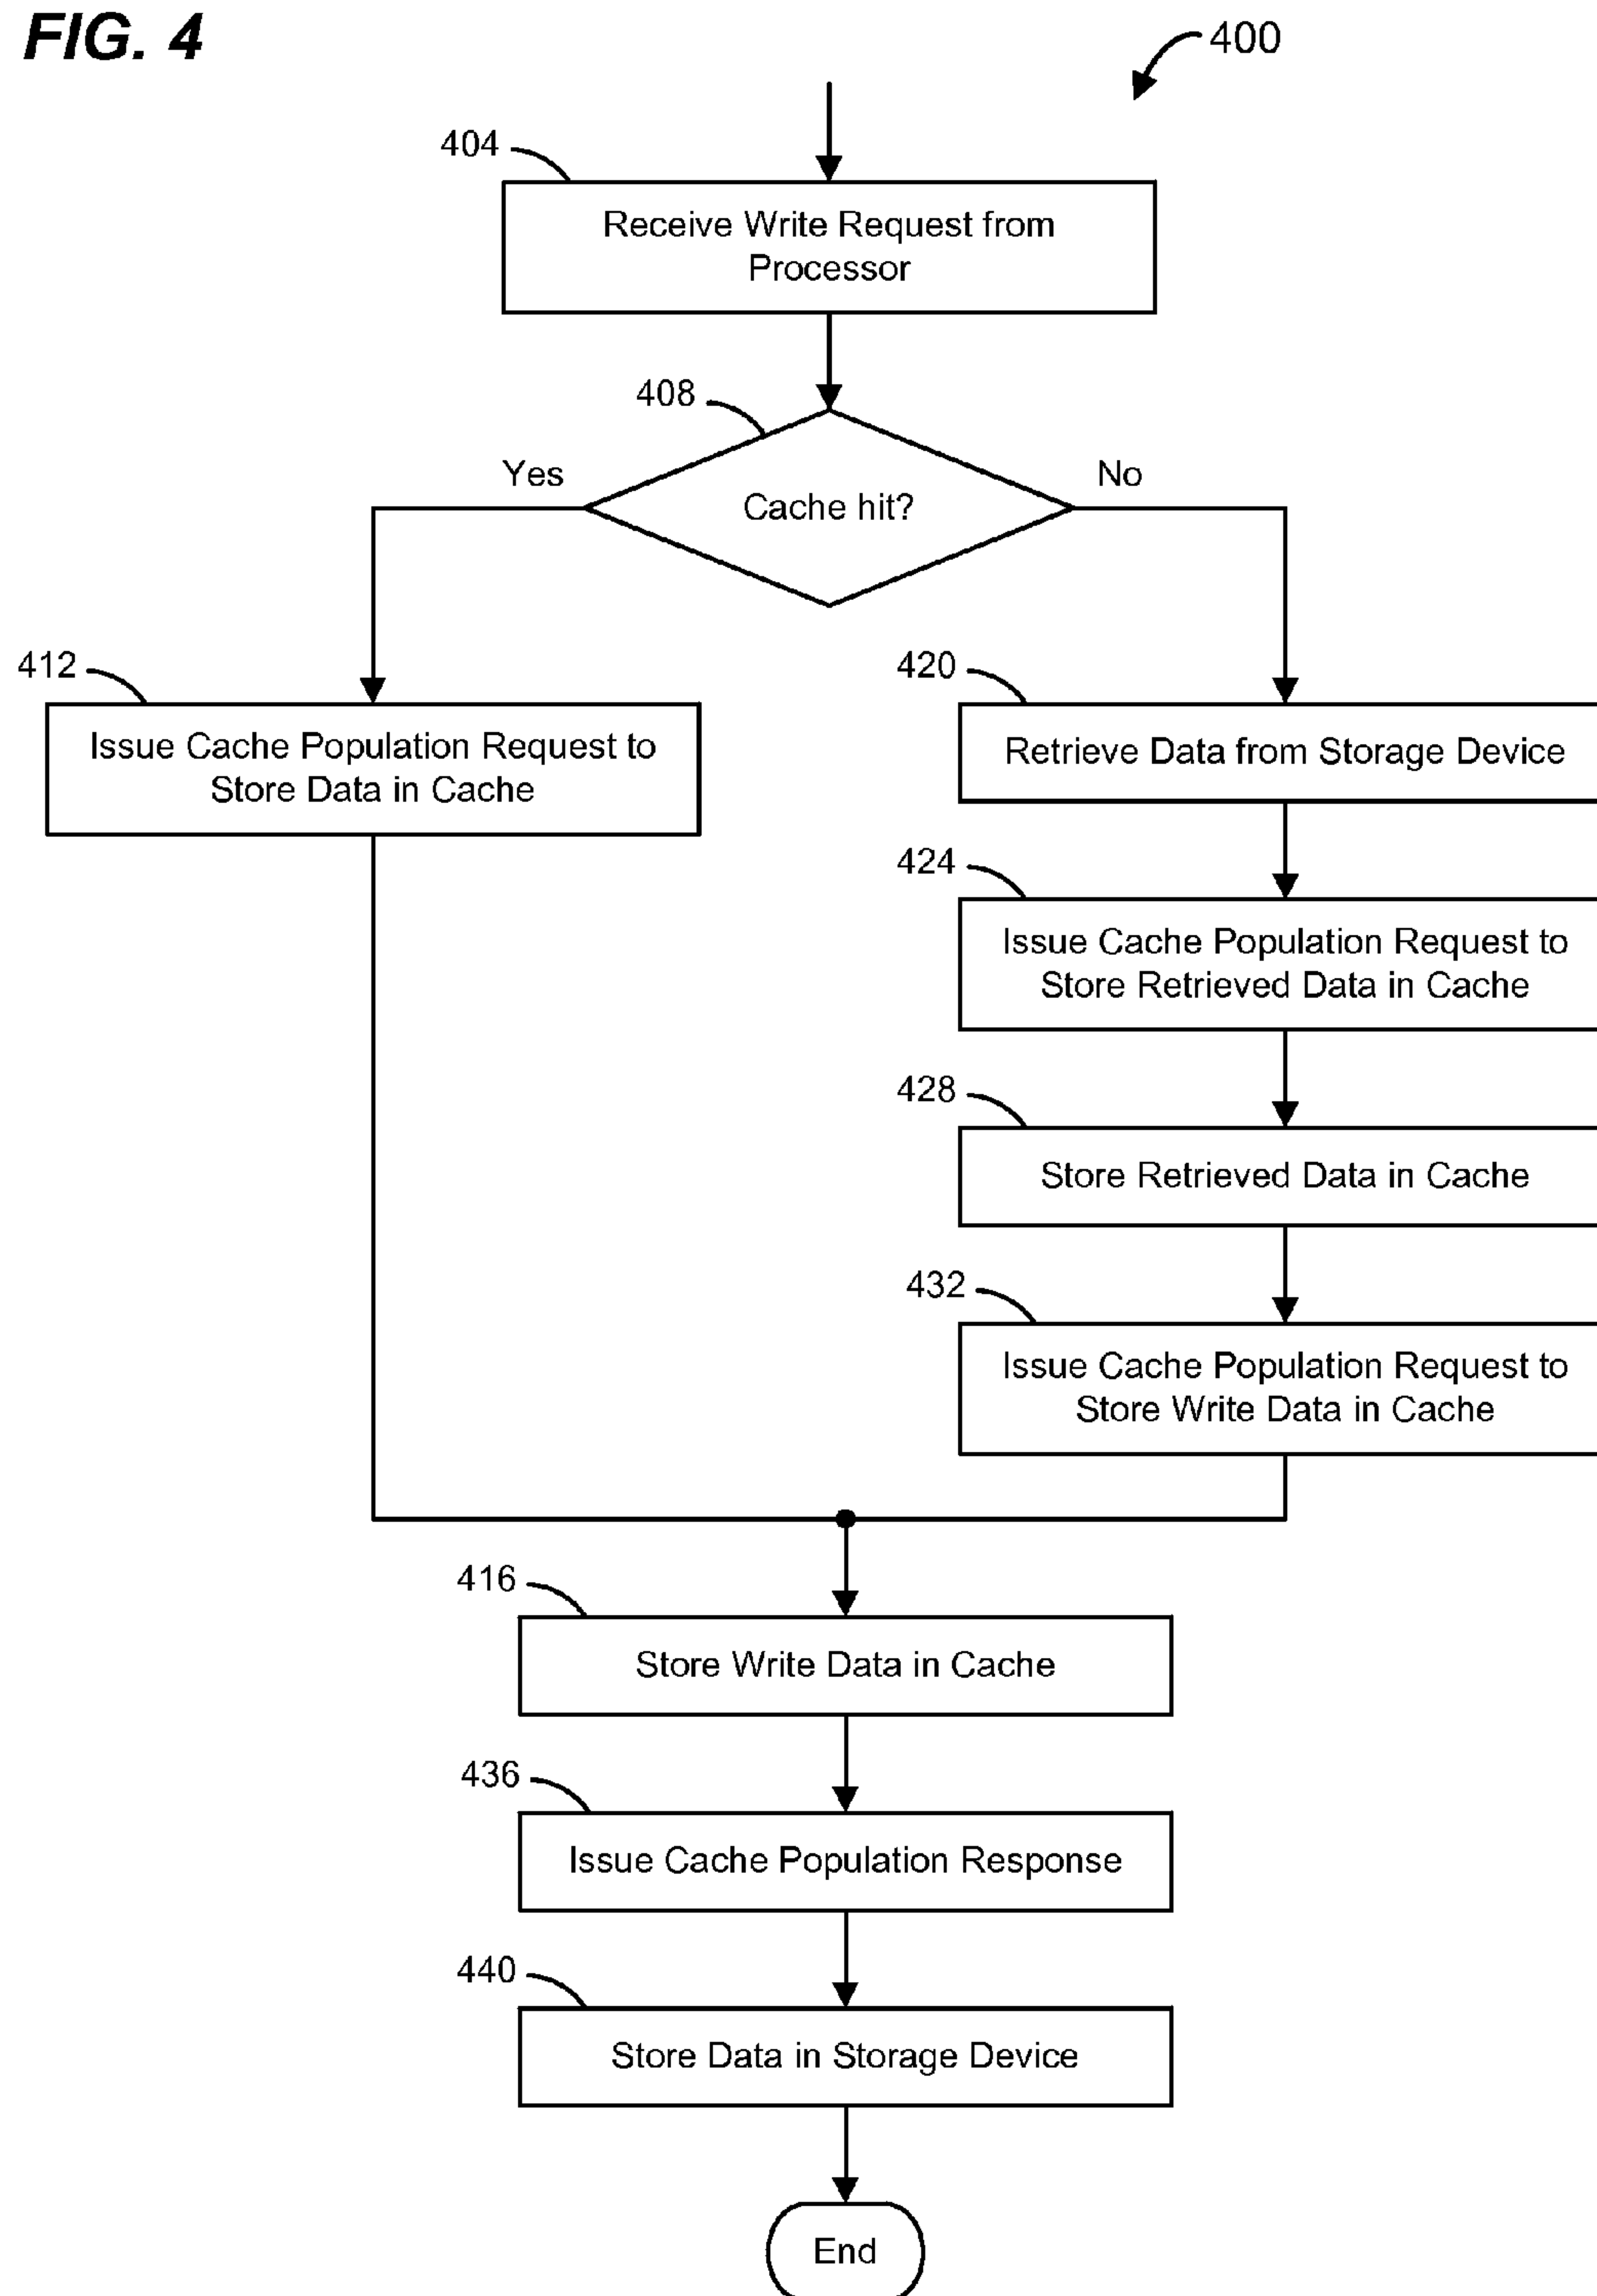 FIG. 4
400
404
Receive Write Request from
Processor
408
Yes
No
Cache hit?
412
420
Issue Cache Population Request to
Store Data in Cache
Retrieve Data from Storage Device
424
Issue Cache Population Request to
Store Retrieved Data in Cache
428
Store Retrieved Data in Cache
432
Issue Cache Population Request to
Store Write Data in Cache
416
Store Write Data in Cache
436
Issue Cache Population Response
440
Store Data in Storage Device
End